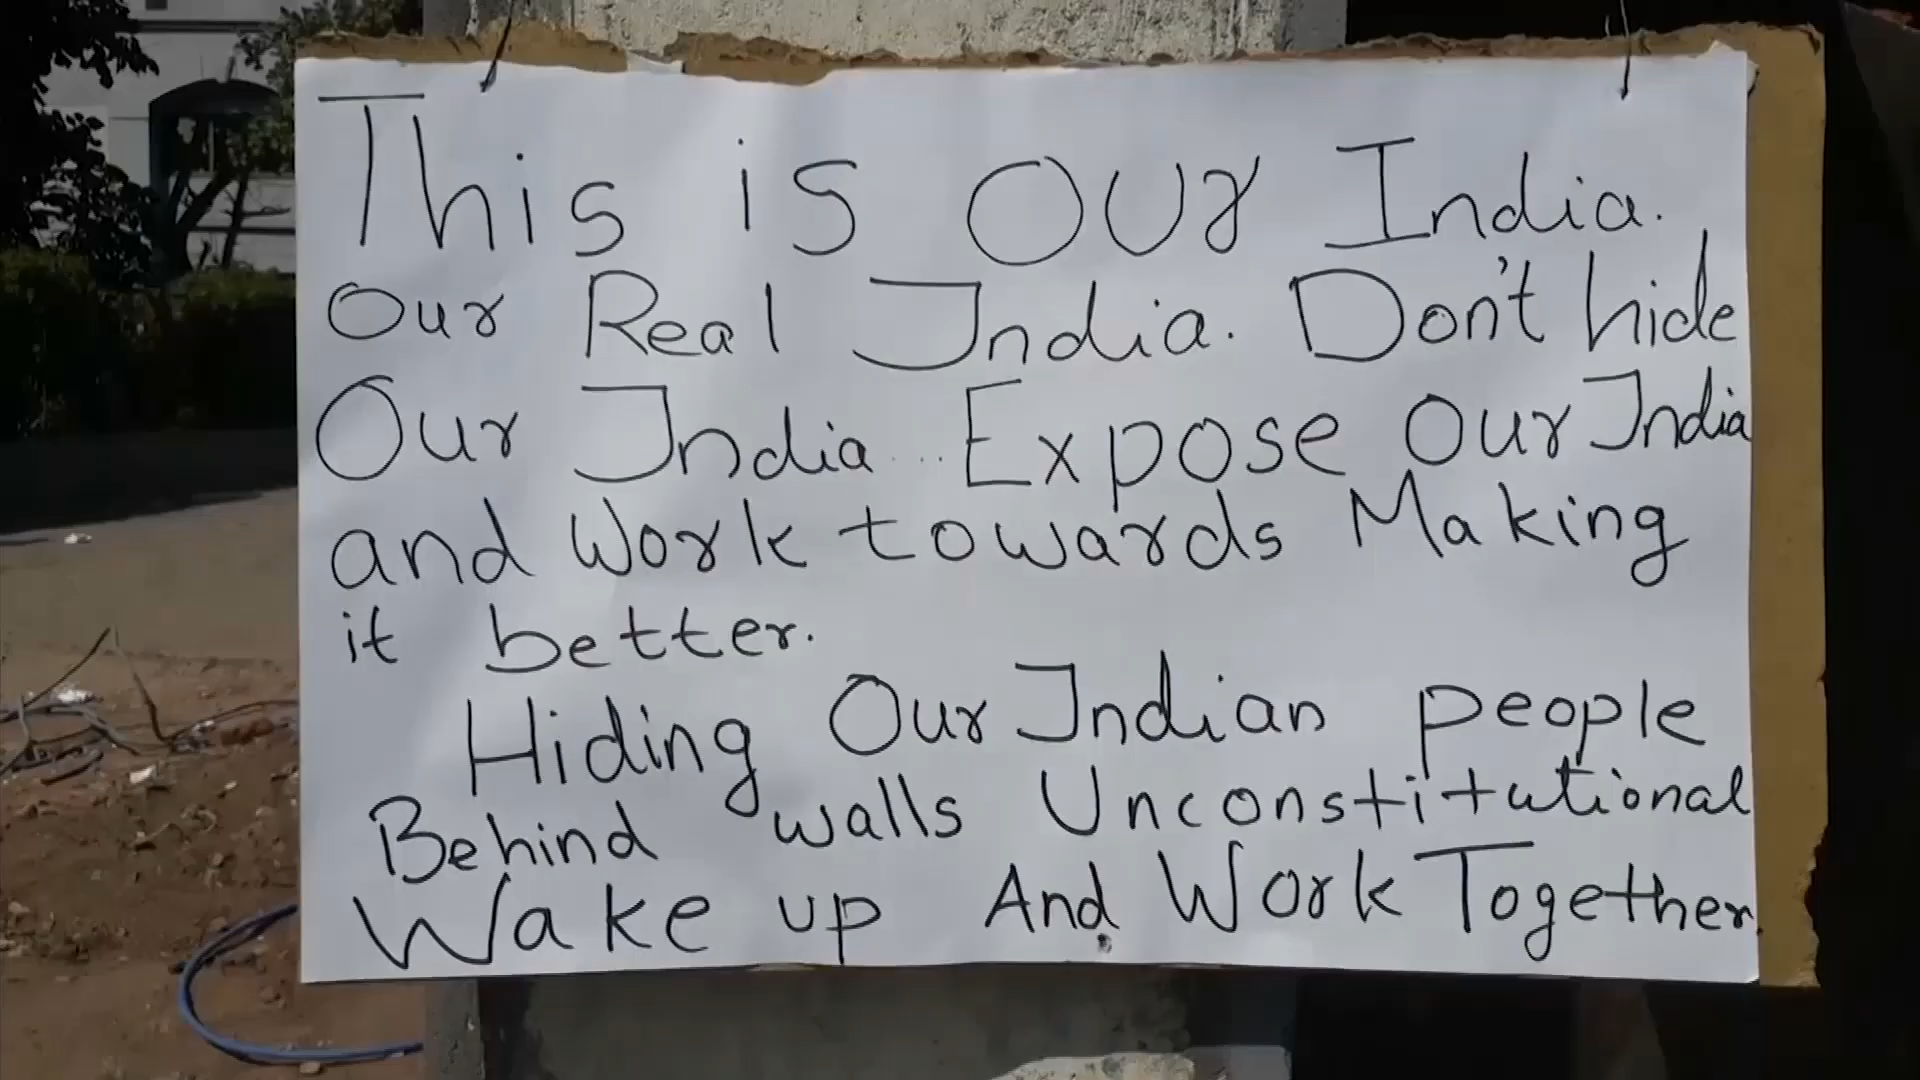 This is Our India.
Our Real India. Don't hide
Our India... Expose Our India
and Work towards Making
it better.
Hiding Our Indian people
Behind walls Unconstitutional
Wake up And Work Together.